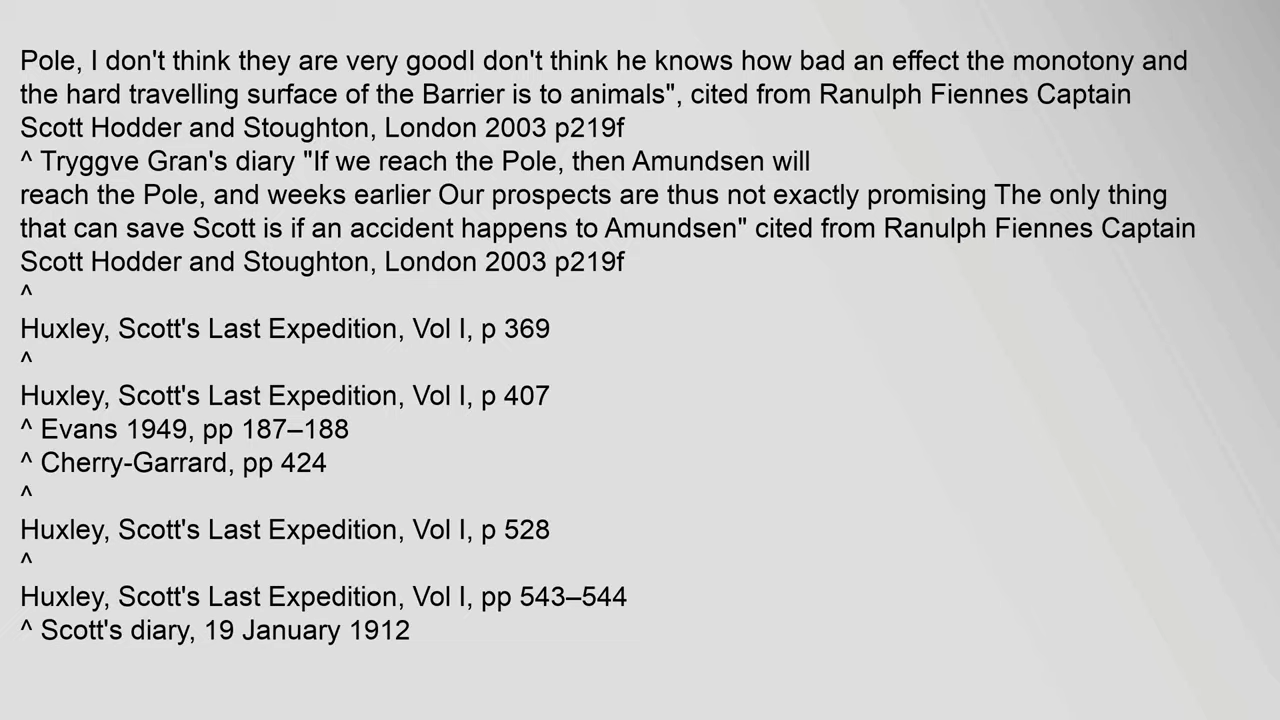 Pole, I don't think they are very goodI don't think he knows how bad an effect the monotony and
the hard travelling surface of the Barrier is to animals", cited from Ranulph Fiennes Captain
Scott Hodder and Stoughton, London 2003 p219f
^ Tryggve Gran's diary "If we reach the Pole, then Amundsen will
reach the Pole, and weeks earlier Our prospects are thus not exactly promising The only thing
that can save Scott is if an accident happens to Amundsen" cited from Ranulph Fiennes Captain
Scott Hodder and Stoughton, London 2003 p219f
^
Huxley, Scott's Last Expedition, Vol I, p 369
^
Huxley, Scott's Last Expedition, Vol I, p 407
^ Evans 1949, pp 187–188
^ Cherry-Garrard, pp 424
^
Huxley, Scott's Last Expedition, Vol I, p 528
^
Huxley, Scott's Last Expedition, Vol I, pp 543–544
^ Scott's diary, 19 January 1912